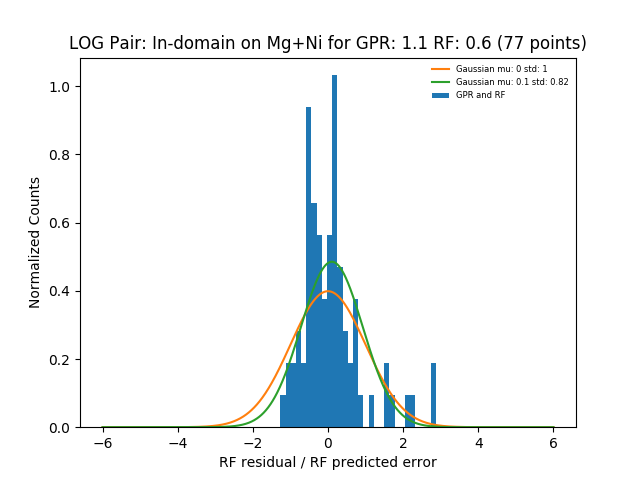 LOG Pair: In-domain on Mg+Ni for GPR: 1.1 RF: 0.6 (77 points)
Gaussian mu: 0 std: 1
Gaussian mu: 0.1 std: 0.82
GPR and RF
Normalized Counts
1.0
0.8
0.6
0.4
0.2
0.0
−6 −4 −2 0 2 4 6
RF residual / RF predicted error